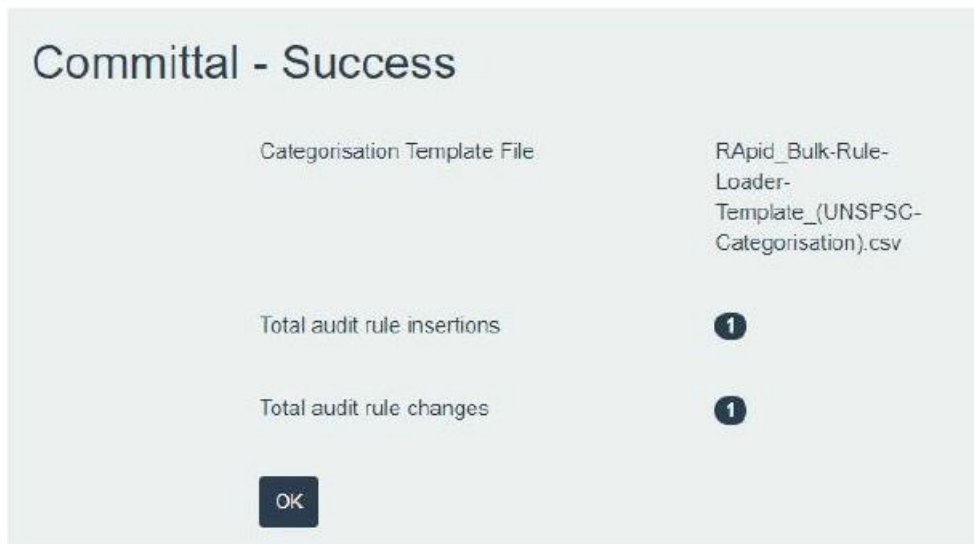 Committal - Success
Categorisation Template File
RApid_Bulk-Rule-
Loader-
Template_(UNSPSC-
Categorisation).csv
Total audit rule insertions
1
Total audit rule changes
1
OK